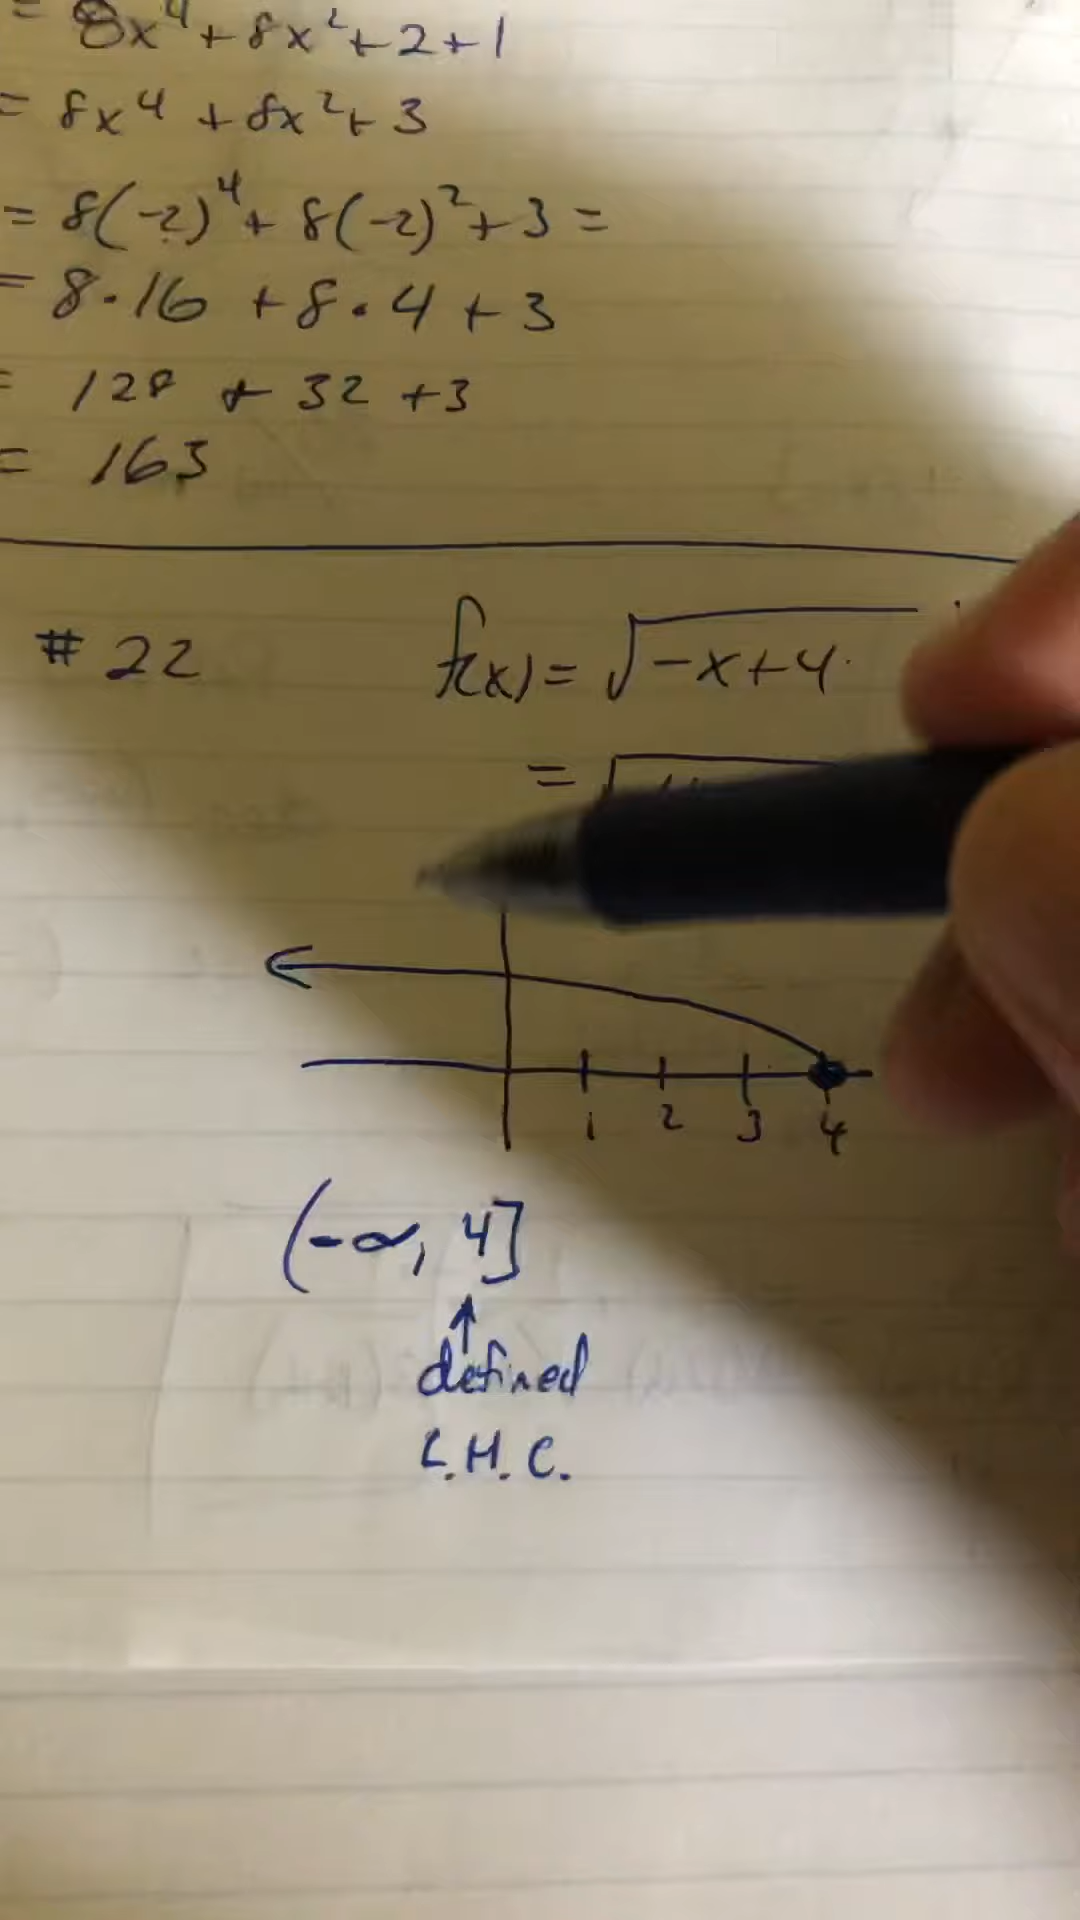 = 8x⁴ + 8x² + 2 + 1
= 8x⁴ + 8x² + 3
= 8(-2)⁴ + 8(-2)² + 3 =
= 8·16 + 8·4 + 3
= 128 + 32 + 3
= 163
# 22 f(x) = √-x+4
= √
1 2 3 4
(-∞, 4]
↑
defined
L.H.C.